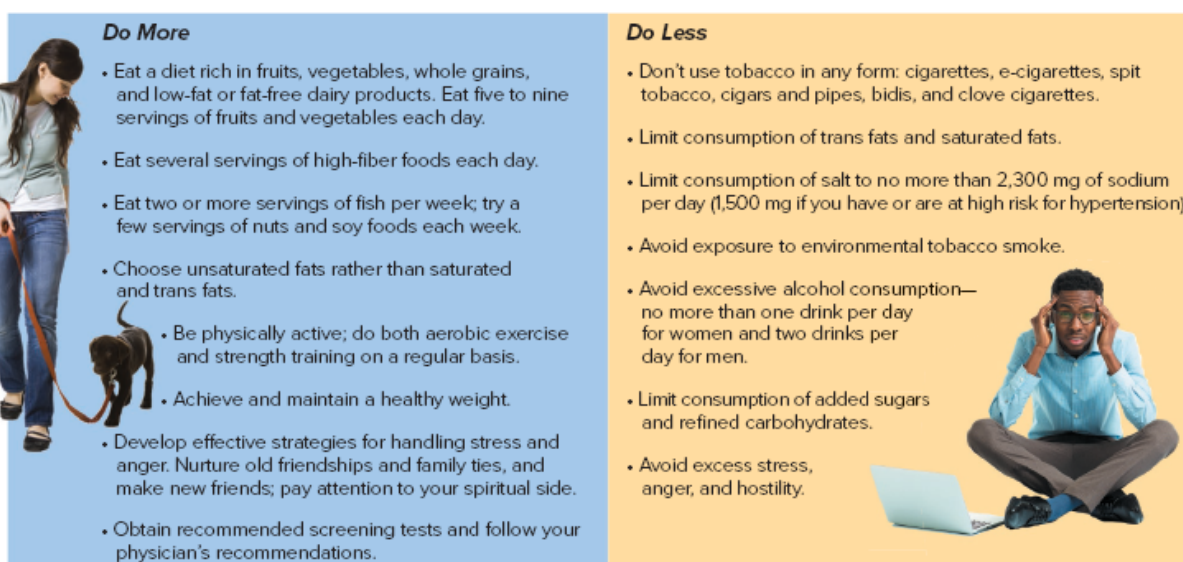 Do More
• Eat a diet rich in fruits, vegetables, whole grains,
and low-fat or fat-free dairy products. Eat five to nine
servings of fruits and vegetables each day.
• Eat several servings of high-fiber foods each day.
• Eat two or more servings of fish per week; try a
few servings of nuts and soy foods each week.
• Choose unsaturated fats rather than saturated
and trans fats.
• Be physically active; do both aerobic exercise
and strength training on a regular basis.
• Achieve and maintain a healthy weight.
• Develop effective strategies for handling stress and
anger. Nurture old friendships and family ties, and
make new friends; pay attention to your spiritual side.
• Obtain recommended screening tests and follow your
physician's recommendations.
Do Less
• Don't use tobacco in any form: cigarettes, e-cigarettes, spit
tobacco, cigars and pipes, bidis, and clove cigarettes.
• Limit consumption of trans fats and saturated fats.
• Limit consumption of salt to no more than 2,300 mg of sodium
per day (1,500 mg if you have or are at high risk for hypertension)
• Avoid exposure to environmental tobacco smoke.
• Avoid excessive alcohol consumption—
no more than one drink per day
for women and two drinks per
day for men.
• Limit consumption of added sugars
and refined carbohydrates.
• Avoid excess stress,
anger, and hostility.